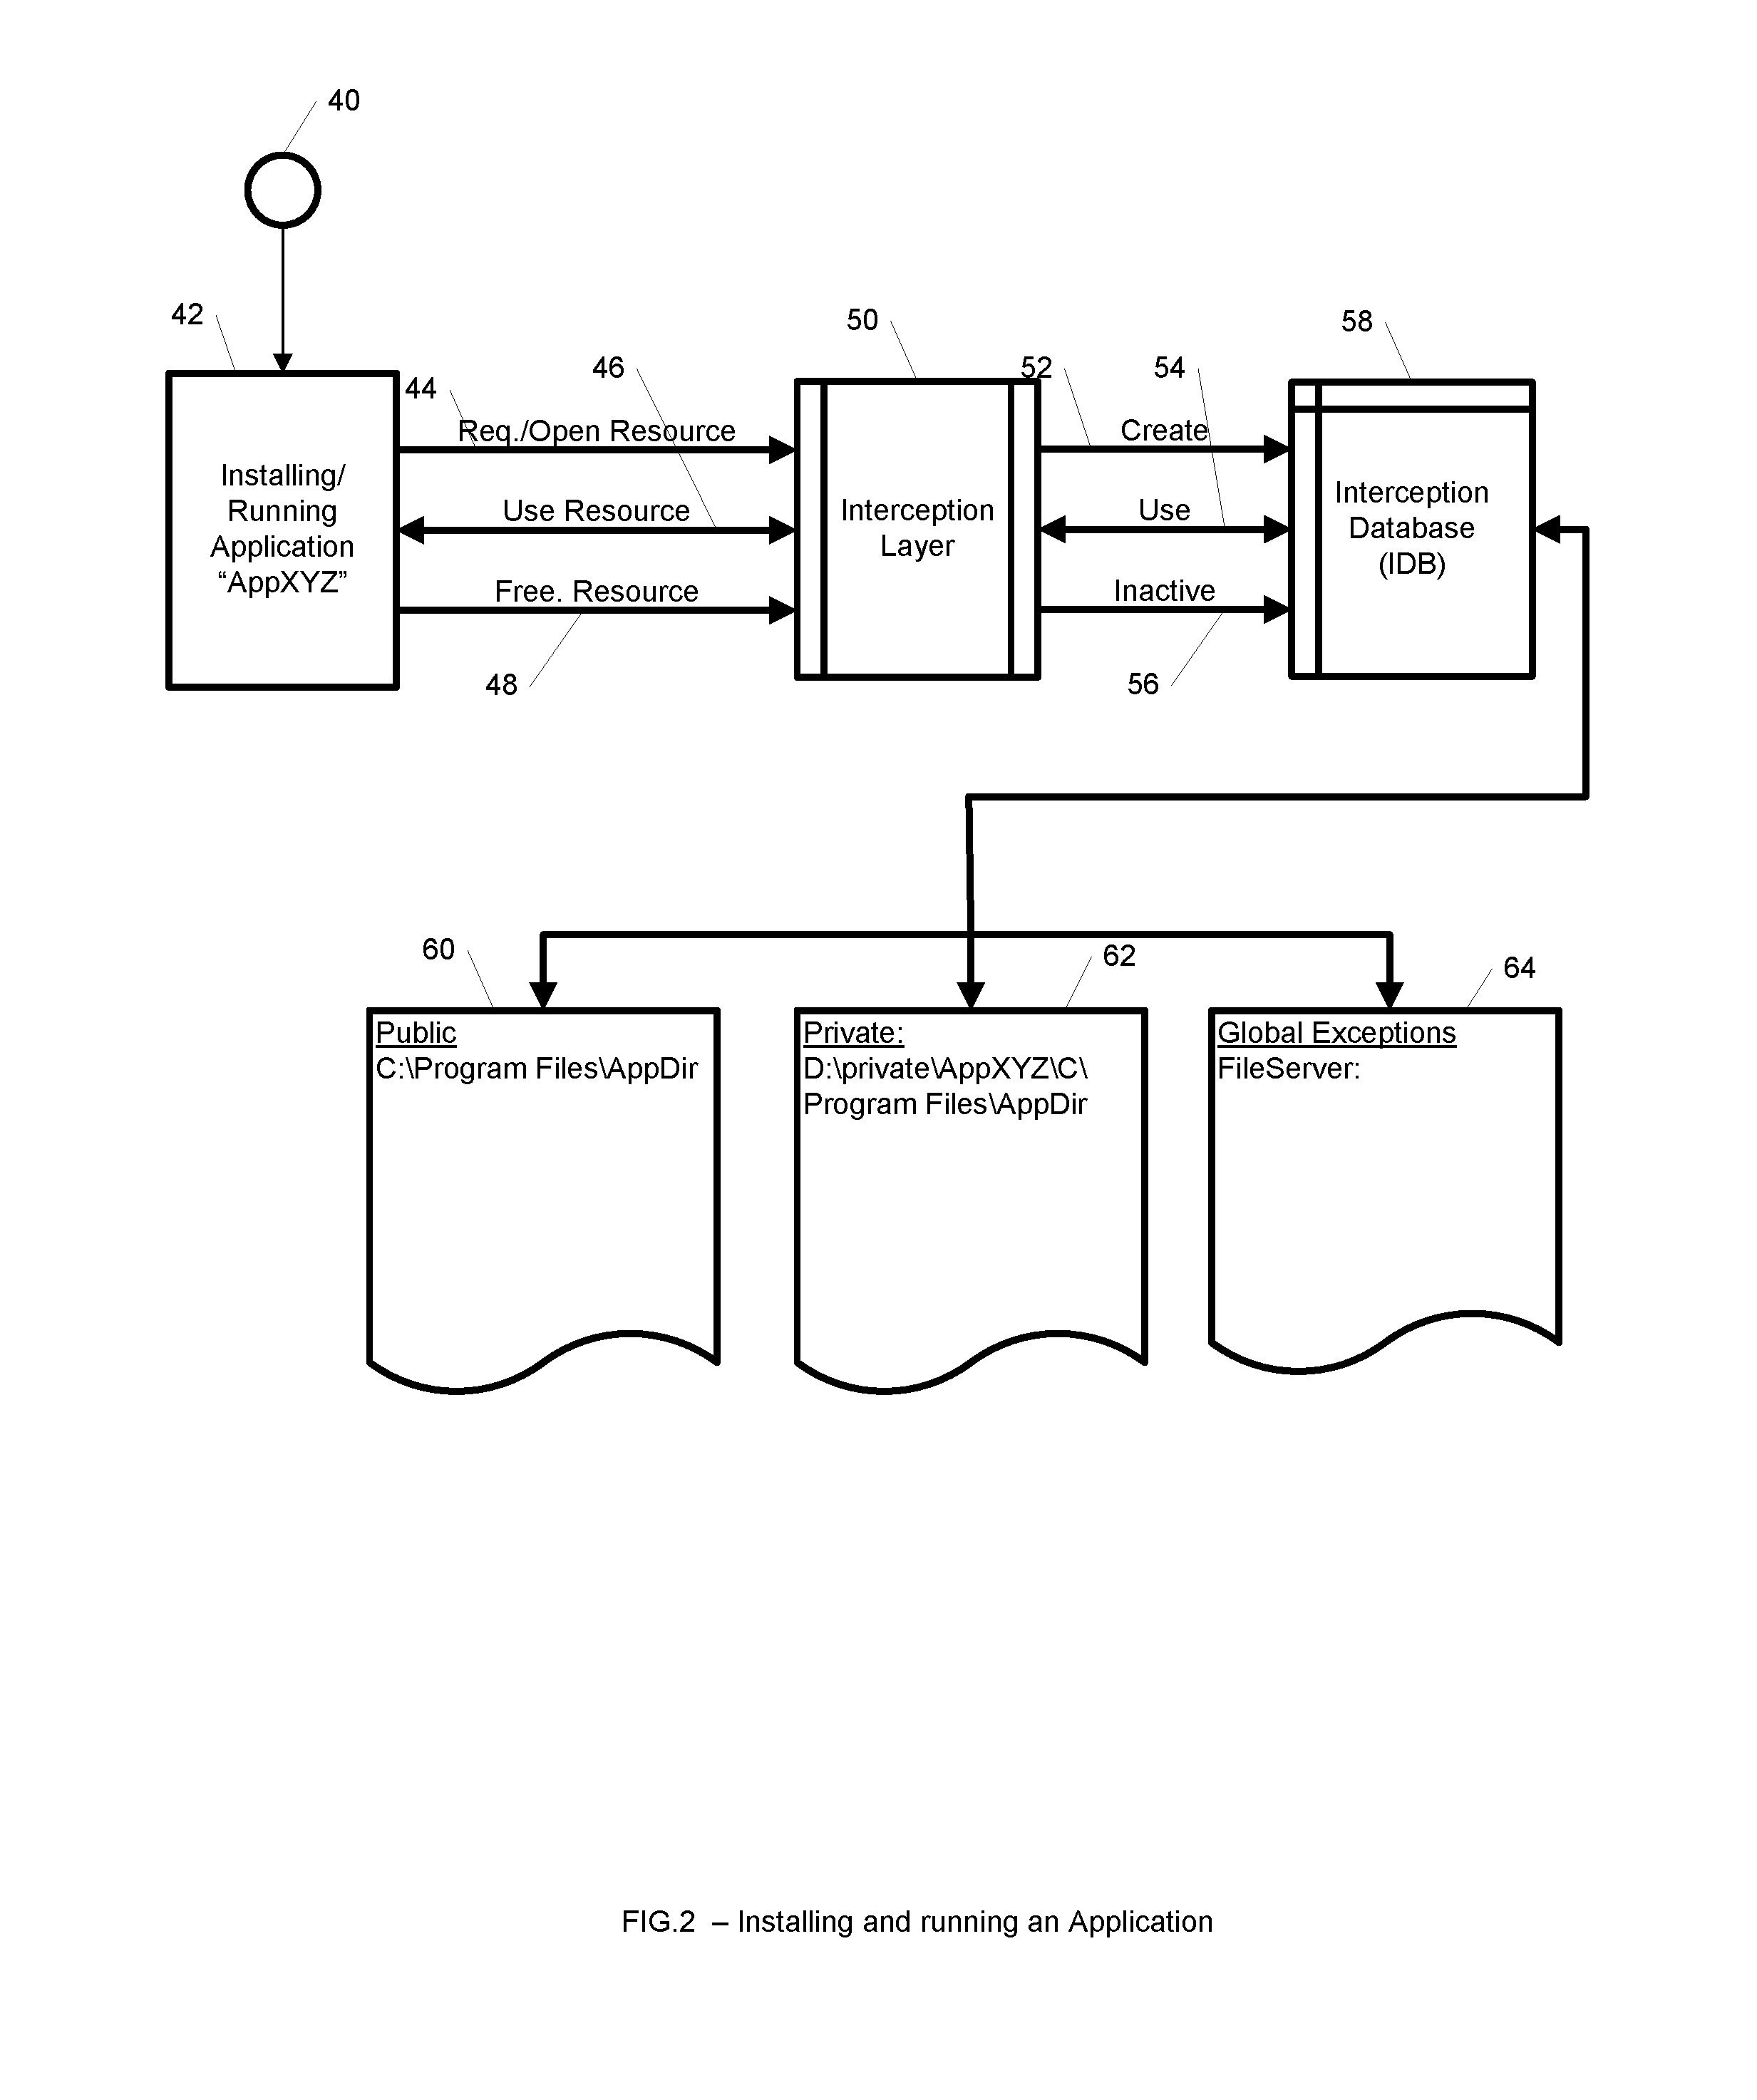 40
42
50
58
44
46
52
54
Req./Open Resource
Create
Installing/
Running
Application
“AppXYZ”
Use Resource
Interception
Layer
Use
Interception
Database
(IDB)
Free. Resource
Inactive
48
56
60
62
64
Public
C:\Program Files\AppDir
Private:
D:\private\AppXYZ\C\
Program Files\AppDir
Global Exceptions
FileServer:
FIG.2 – Installing and running an Application